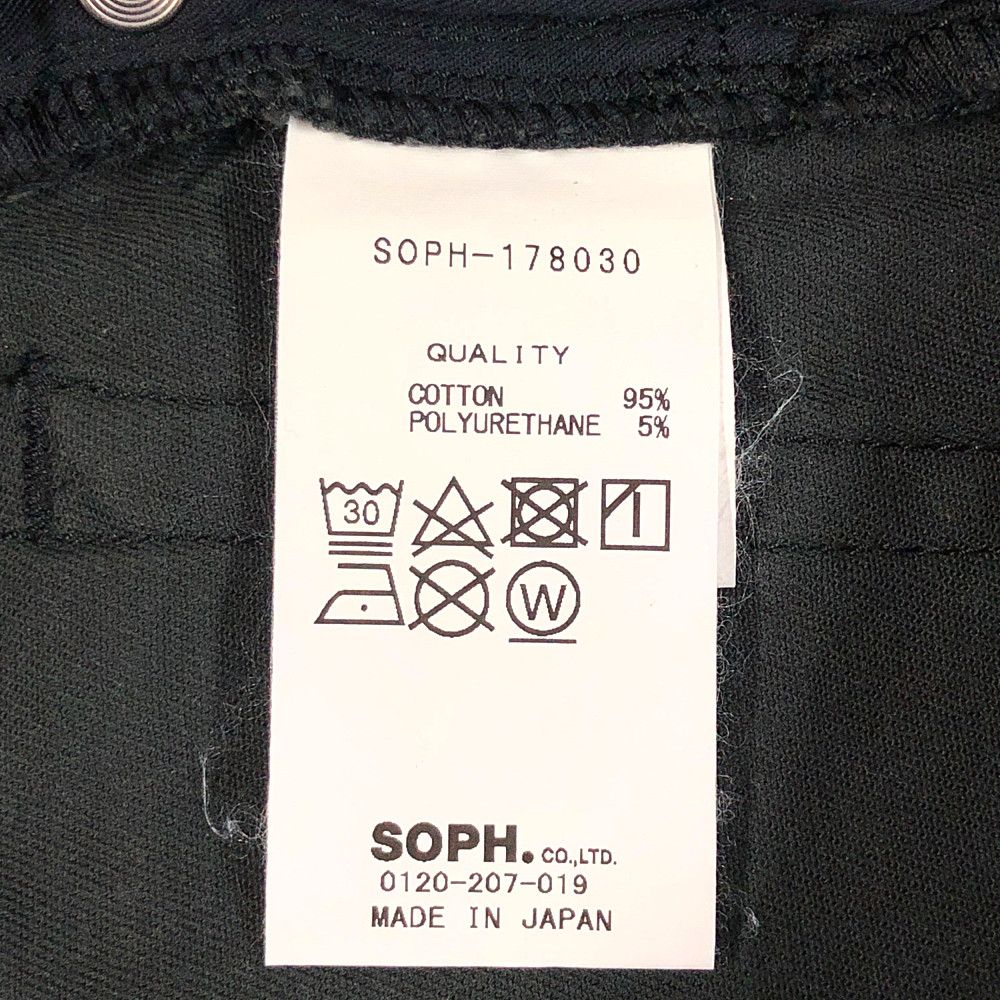 SOPH-178030
QUALITY
COTTON 95%
POLYURETHANE 5%
30
W
SOPH. CO.,LTD.
0120-207-019
MADE IN JAPAN